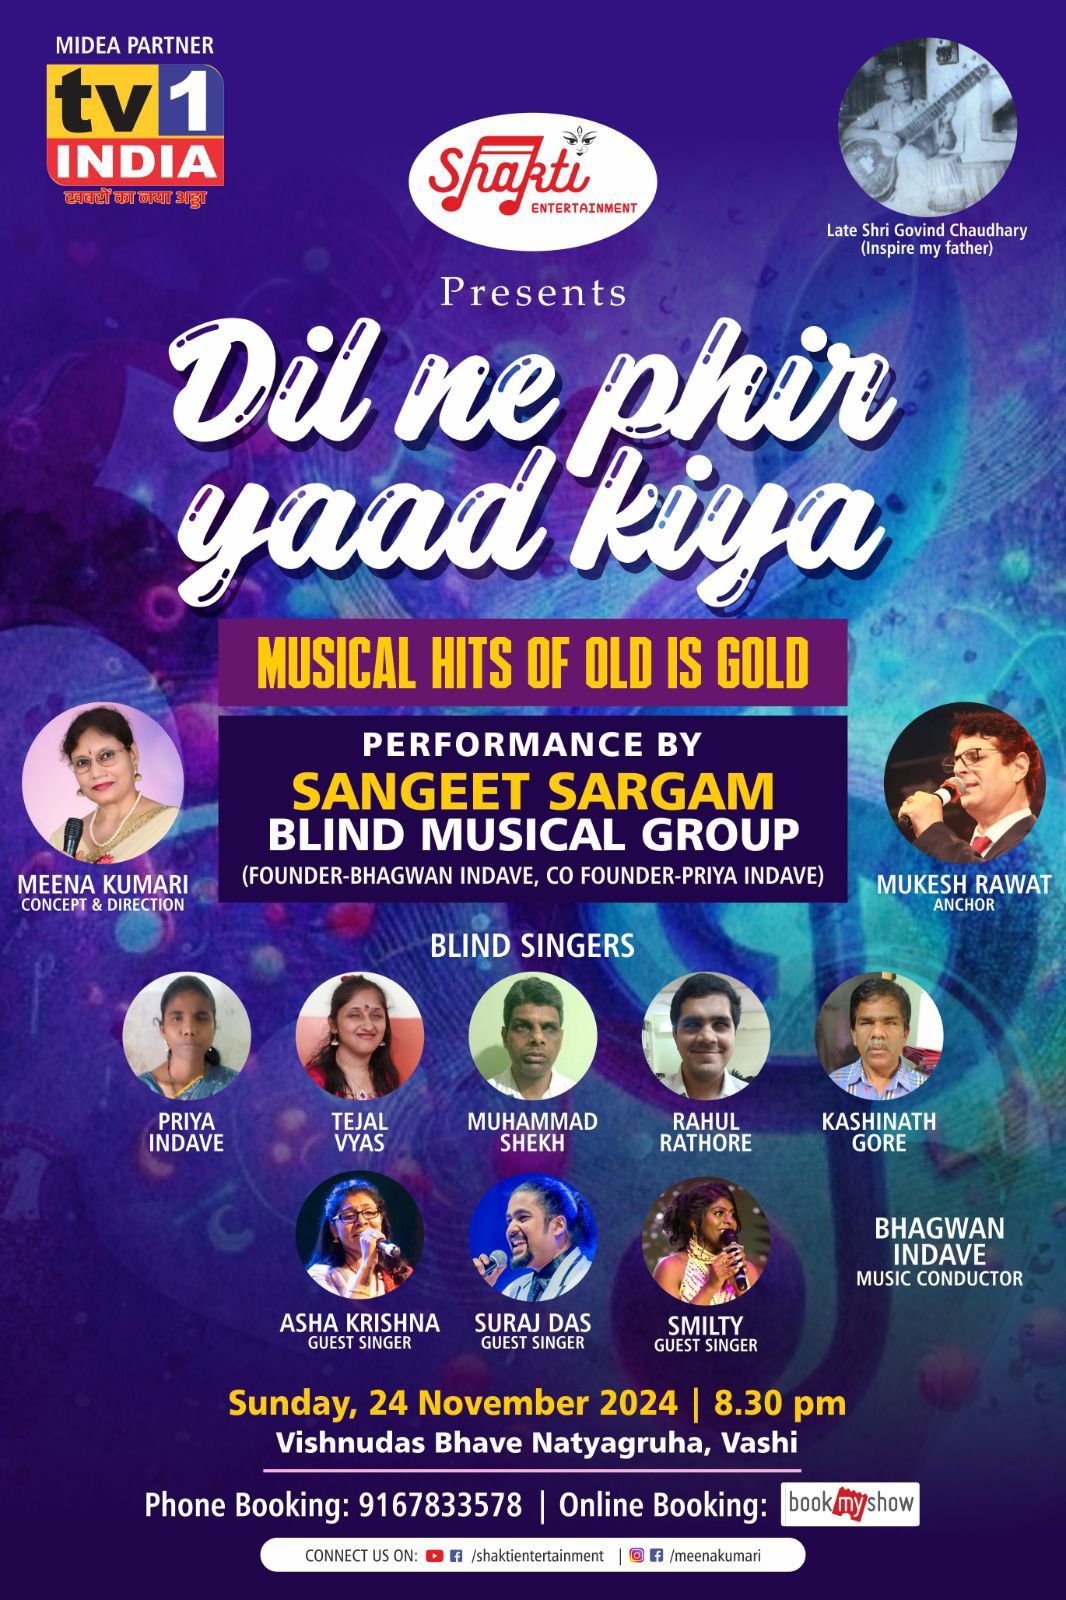 MIDEA PARTNER
tv1
INDIA
खबरों का नया अड्डा
Late Shri Govind Chaudhary
(Inspire my father)
Shakti
ENTERTAINMENT
Presents
Dil ne phir
yaad kiya
MUSICAL HITS OF OLD IS GOLD
PERFORMANCE BY
SANGEET SARGAM
BLIND MUSICAL GROUP
(FOUNDER-BHAGWAN INDAVE, CO FOUNDER-PRIYA INDAVE)
MEENA KUMARI
CONCEPT & DIRECTION
MUKESH RAWAT
ANCHOR
BLIND SINGERS
PRIYA
INDAVE
TEJAL
VYAS
MUHAMMAD
SHEKH
RAHUL
RATHORE
KASHINATH
GORE
ASHA KRISHNA
GUEST SINGER
SURAJ DAS
GUEST SINGER
SMILTY
GUEST SINGER
BHAGWAN
INDAVE
MUSIC CONDUCTOR
Sunday, 24 November 2024 | 8.30 pm
Vishnudas Bhave Natyagruha, Vashi
Phone Booking: 9167833578 | Online Booking: bookmyshow
CONNECT US ON: /shaktientertainment | /meenakumari